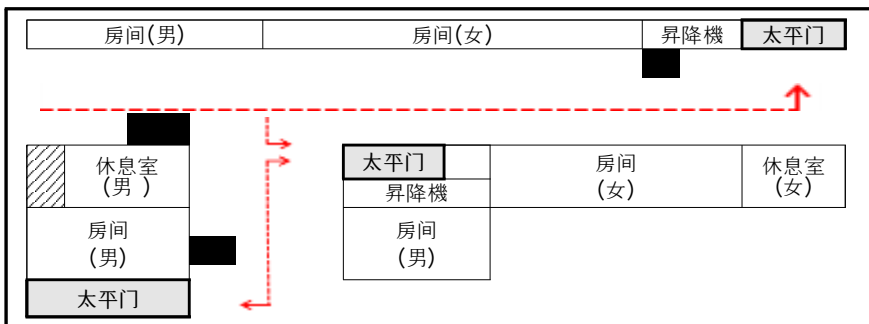 房间(男)
房间(女)
昇降機
太平门
休息室
(男 )
太平门
昇降機
房间
(女)
休息室
(女)
房间
(男)
房间
(男)
太平门